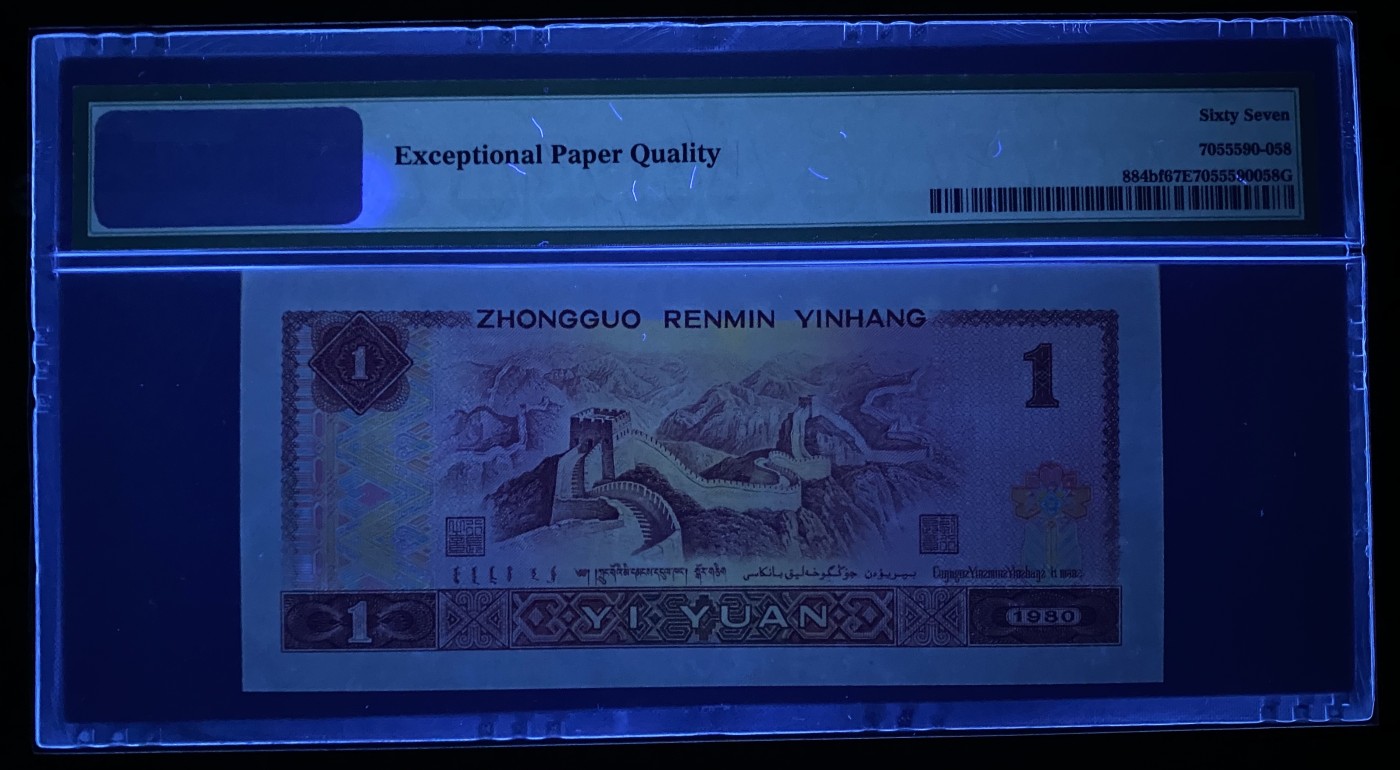 Sixty Seven
Exceptional Paper Quality
7055590-058
884bf67E7055590058G
ZHONGGUO RENMIN YINHANG
1
1
1 YI YUAN 1980